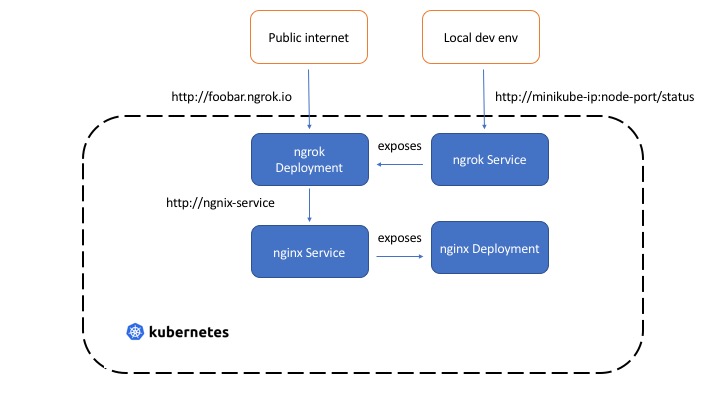 Public internet
Local dev env
http://foobar.ngrok.io
http://minikube-ip:node-port/status
ngrok
Deployment
exposes
ngrok Service
http://ngnix-service
nginx Service
exposes
nginx Deployment
kubernetes